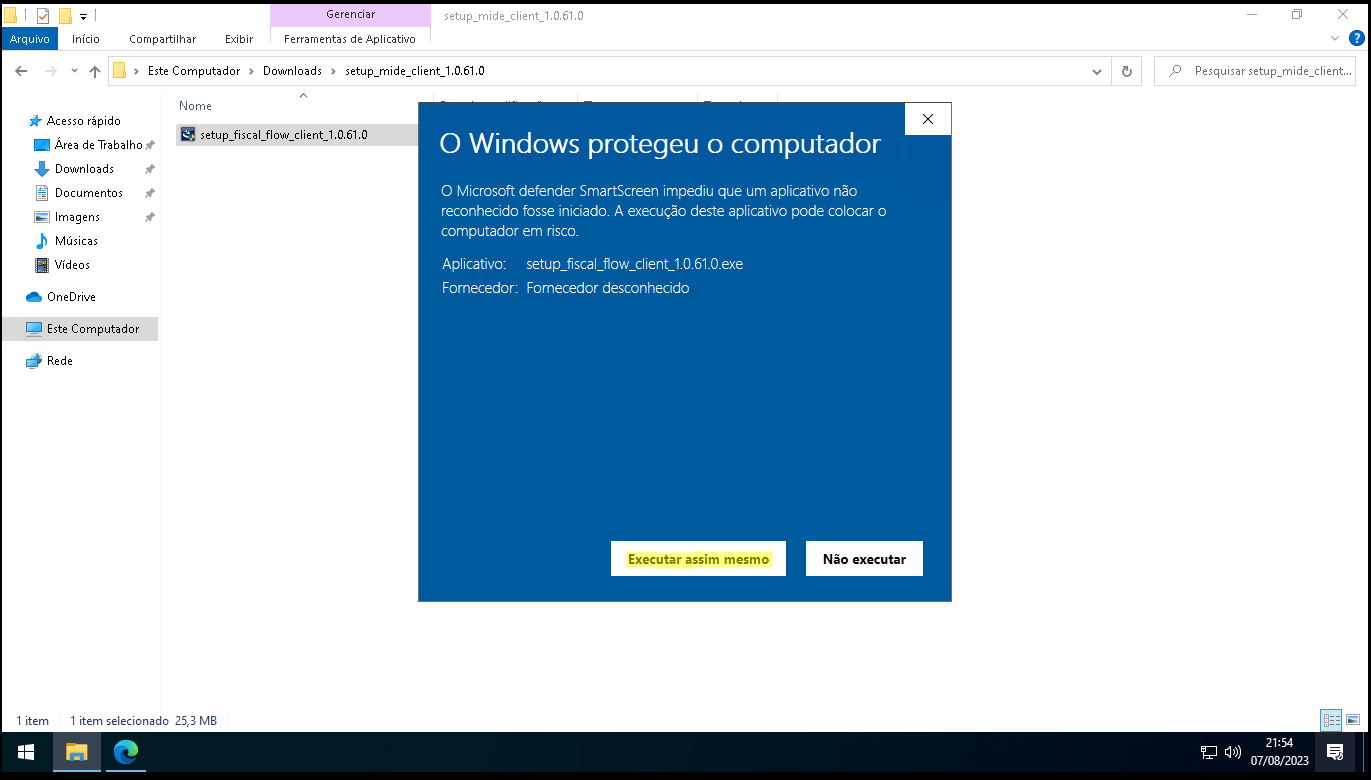 Gerenciar
setup_mide_client_1.0.61.0
Arquivo
Início
Compartilhar
Exibir
Ferramentas de Aplicativo
?
Este Computador
Downloads
setup_mide_client_1.0.61.0
Pesquisar setup_mide_client...
Nome
Acesso rápido
Área de Trabalho
Downloads
Documentos
Imagens
Músicas
Vídeos
OneDrive
Este Computador
Rede
setup_fiscal_flow_client_1.0.61.0
O Windows protegeu o computador
O Microsoft defender SmartScreen impediu que um aplicativo não
reconhecido fosse iniciado. A execução deste aplicativo pode colocar o
computador em risco.
Aplicativo: setup_fiscal_flow_client_1.0.61.0.exe
Fornecedor: Fornecedor desconhecido
Executar assim mesmo
Não executar
1 item
1 item selecionado 25,3 MB
21:54
07/08/2023